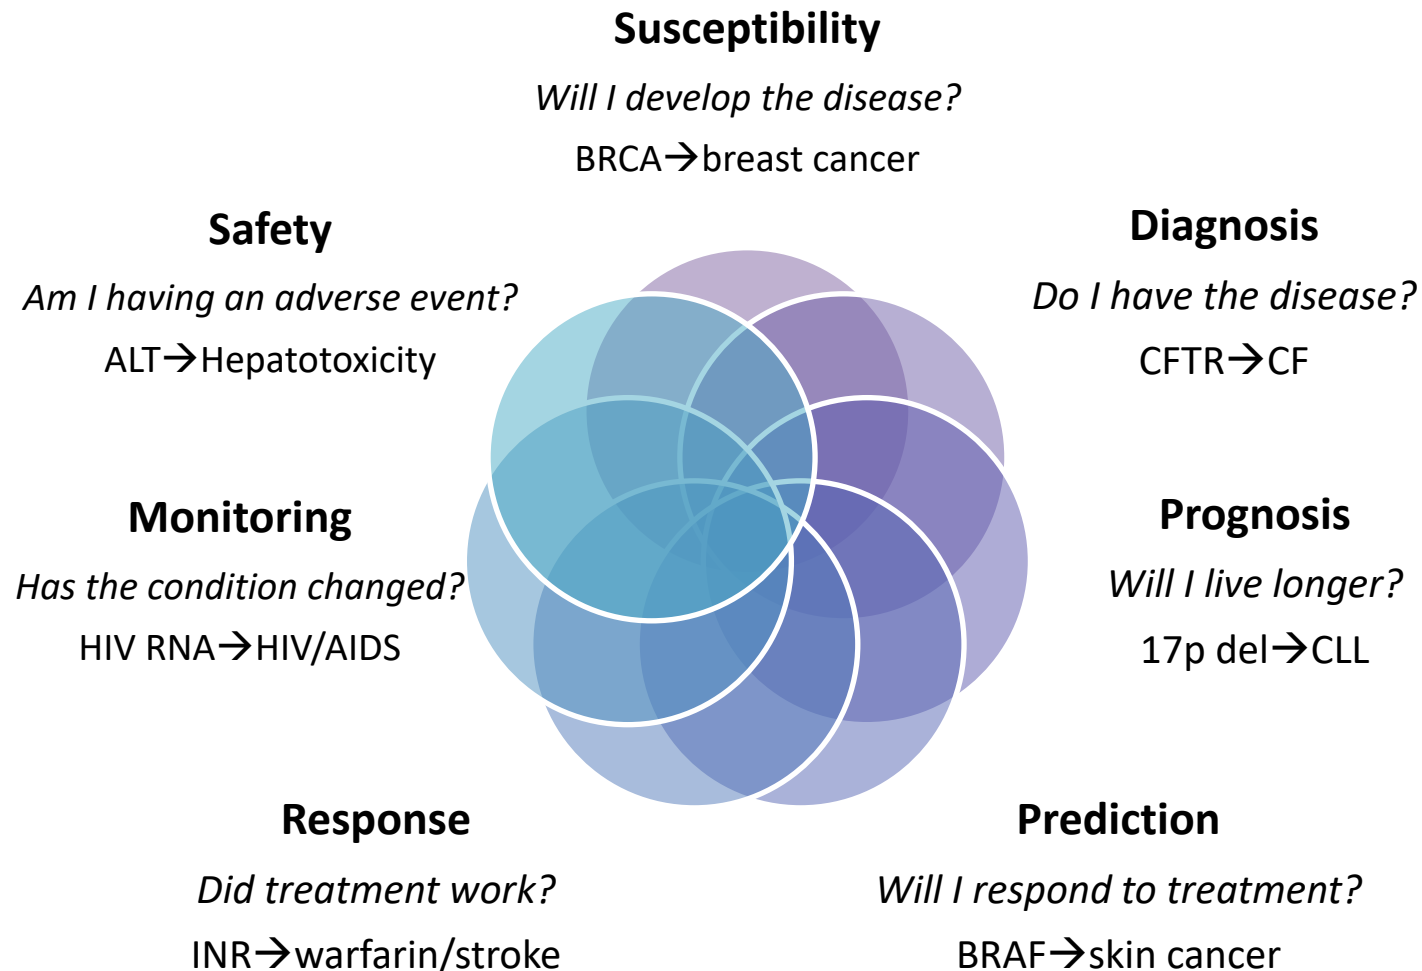 Susceptibility
Will I develop the disease?
BRCA→breast cancer
Diagnosis
Do I have the disease?
CFTR→CF
Prognosis
Will I live longer?
17p del→CLL
Prediction
Will I respond to treatment?
BRAF→skin cancer
Response
Did treatment work?
INR→warfarin/stroke
Monitoring
Has the condition changed?
HIV RNA→HIV/AIDS
Safety
Am I having an adverse event?
ALT→Hepatotoxicity